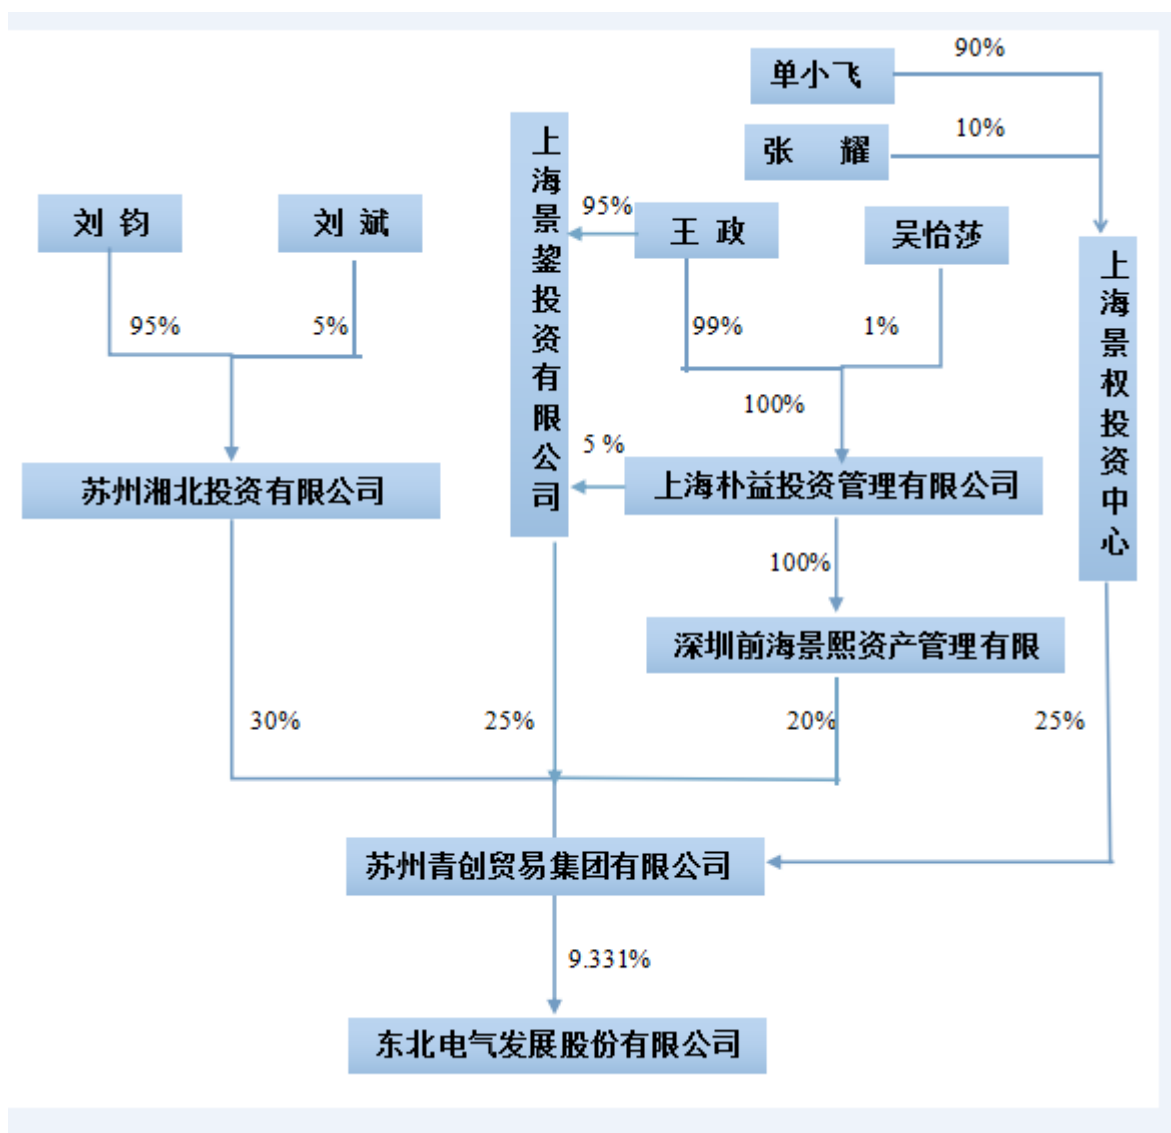 90%
单小飞
10%
张 耀
上海景鋆投资有限公司
刘 钧
刘 斌
95%
王 政
吴怡莎
上海景权投资中心
95%
5%
99%
1%
100%
5 %
苏州湘北投资有限公司
上海朴益投资管理有限公司
100%
深圳前海景熙资产管理有限
30%
25%
20%
25%
苏州青创贸易集团有限公司
9.331%
东北电气发展股份有限公司